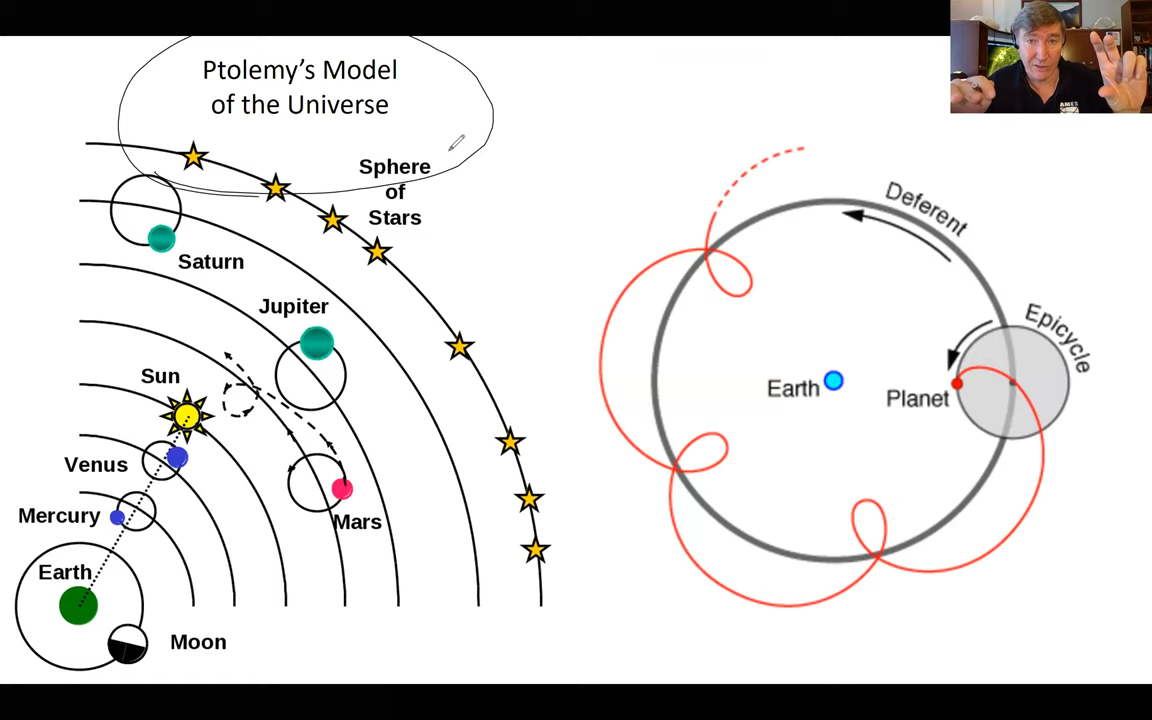 Ptolemy's Model
of the Universe
Sphere
of
Stars
Saturn
Jupiter
Sun
Venus
Mercury
Mars
Earth
Moon
Deferent
Epicycle
Earth
Planet
AMES